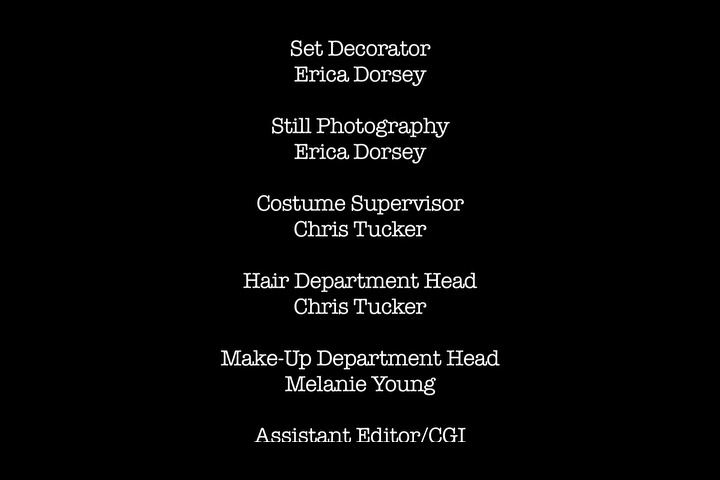 Set Decorator
Erica Dorsey
Still Photography
Erica Dorsey
Costume Supervisor
Chris Tucker
Hair Department Head
Chris Tucker
Make-Up Department Head
Melanie Young
Assistant Editor/CGI